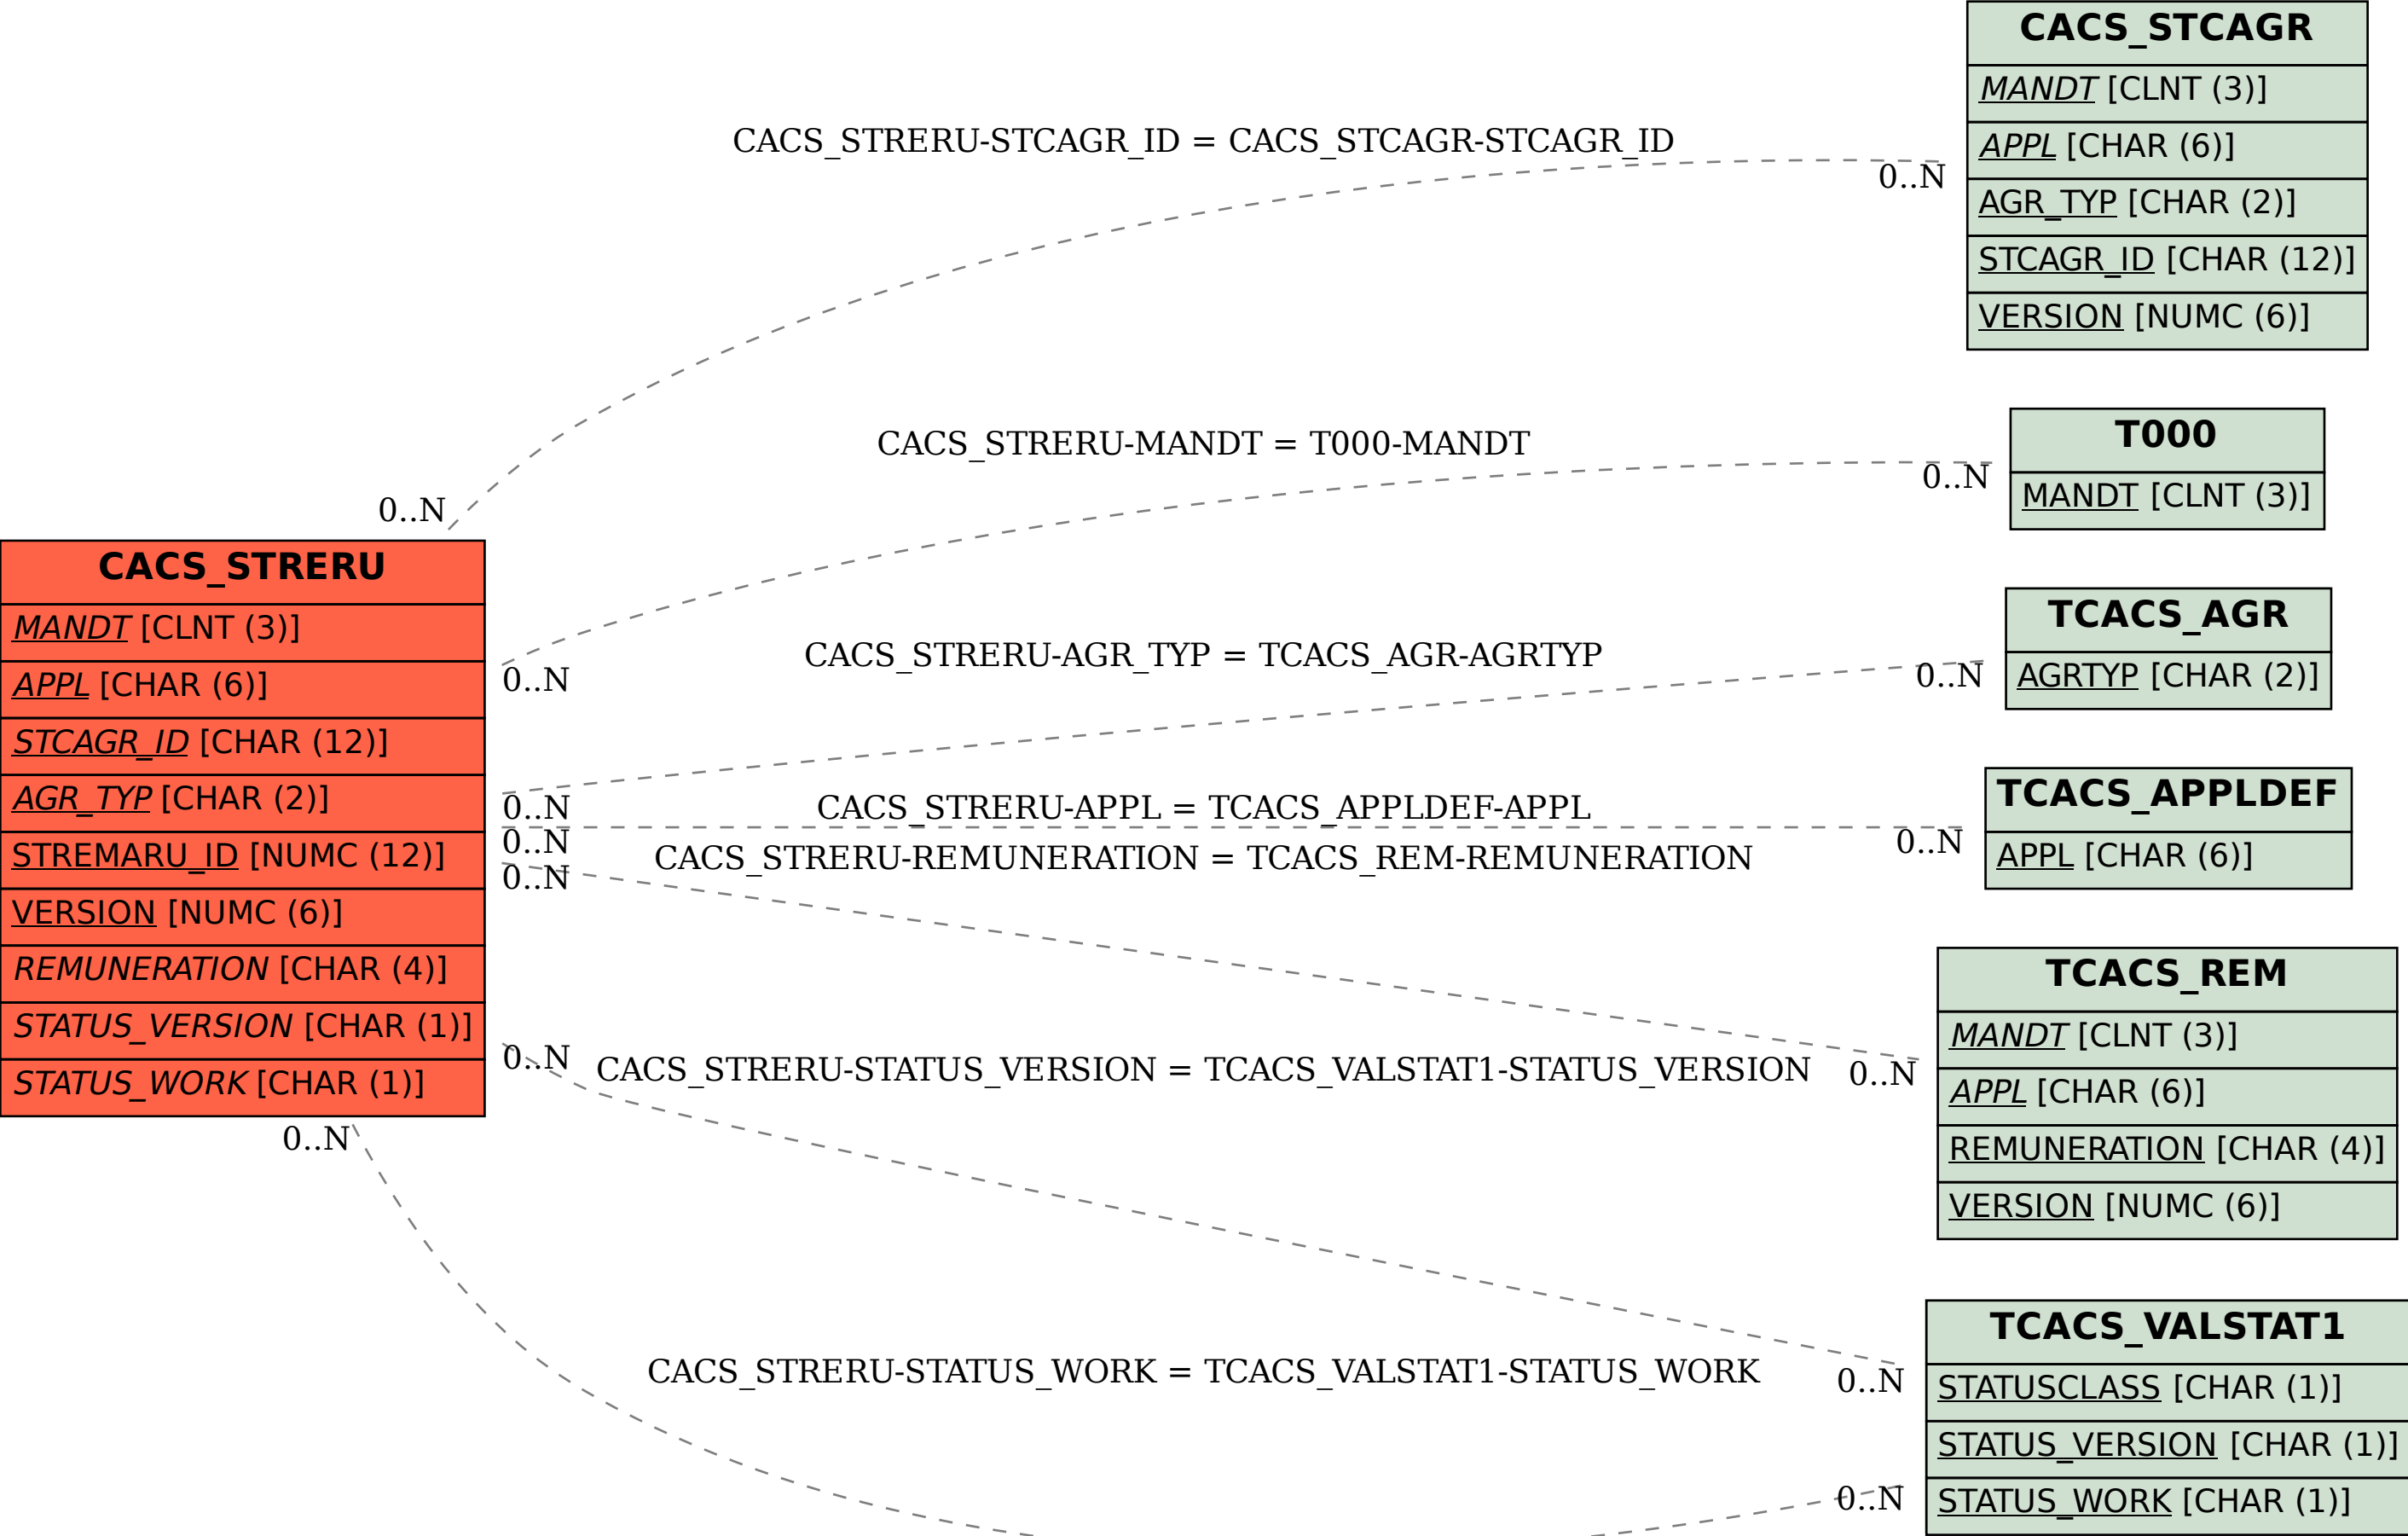 CACS_STCAGR
MANDT [CLNT (3)]
APPL [CHAR (6)]
AGR_TYP [CHAR (2)]
STCAGR_ID [CHAR (12)]
VERSION [NUMC (6)]
CACS_STRERU-STCAGR_ID = CACS_STCAGR-STCAGR_ID
0..N
0..N
T000
MANDT [CLNT (3)]
CACS_STRERU-MANDT = T000-MANDT
0..N
0..N
CACS_STRERU
MANDT [CLNT (3)]
APPL [CHAR (6)]
STCAGR_ID [CHAR (12)]
AGR_TYP [CHAR (2)]
STREMARU_ID [NUMC (12)]
VERSION [NUMC (6)]
REMUNERATION [CHAR (4)]
STATUS_VERSION [CHAR (1)]
STATUS_WORK [CHAR (1)]
TCACS_AGR
AGRTYP [CHAR (2)]
CACS_STRERU-AGR_TYP = TCACS_AGR-AGRTYP
0..N
0..N
TCACS_APPLDEF
APPL [CHAR (6)]
CACS_STRERU-APPL = TCACS_APPLDEF-APPL
0..N
0..N
CACS_STRERU-REMUNERATION = TCACS_REM-REMUNERATION
0..N
0..N
TCACS_REM
MANDT [CLNT (3)]
APPL [CHAR (6)]
REMUNERATION [CHAR (4)]
VERSION [NUMC (6)]
CACS_STRERU-STATUS_VERSION = TCACS_VALSTAT1-STATUS_VERSION
0..N
0..N
TCACS_VALSTAT1
STATUSCLASS [CHAR (1)]
STATUS_VERSION [CHAR (1)]
STATUS_WORK [CHAR (1)]
CACS_STRERU-STATUS_WORK = TCACS_VALSTAT1-STATUS_WORK
0..N
0..N